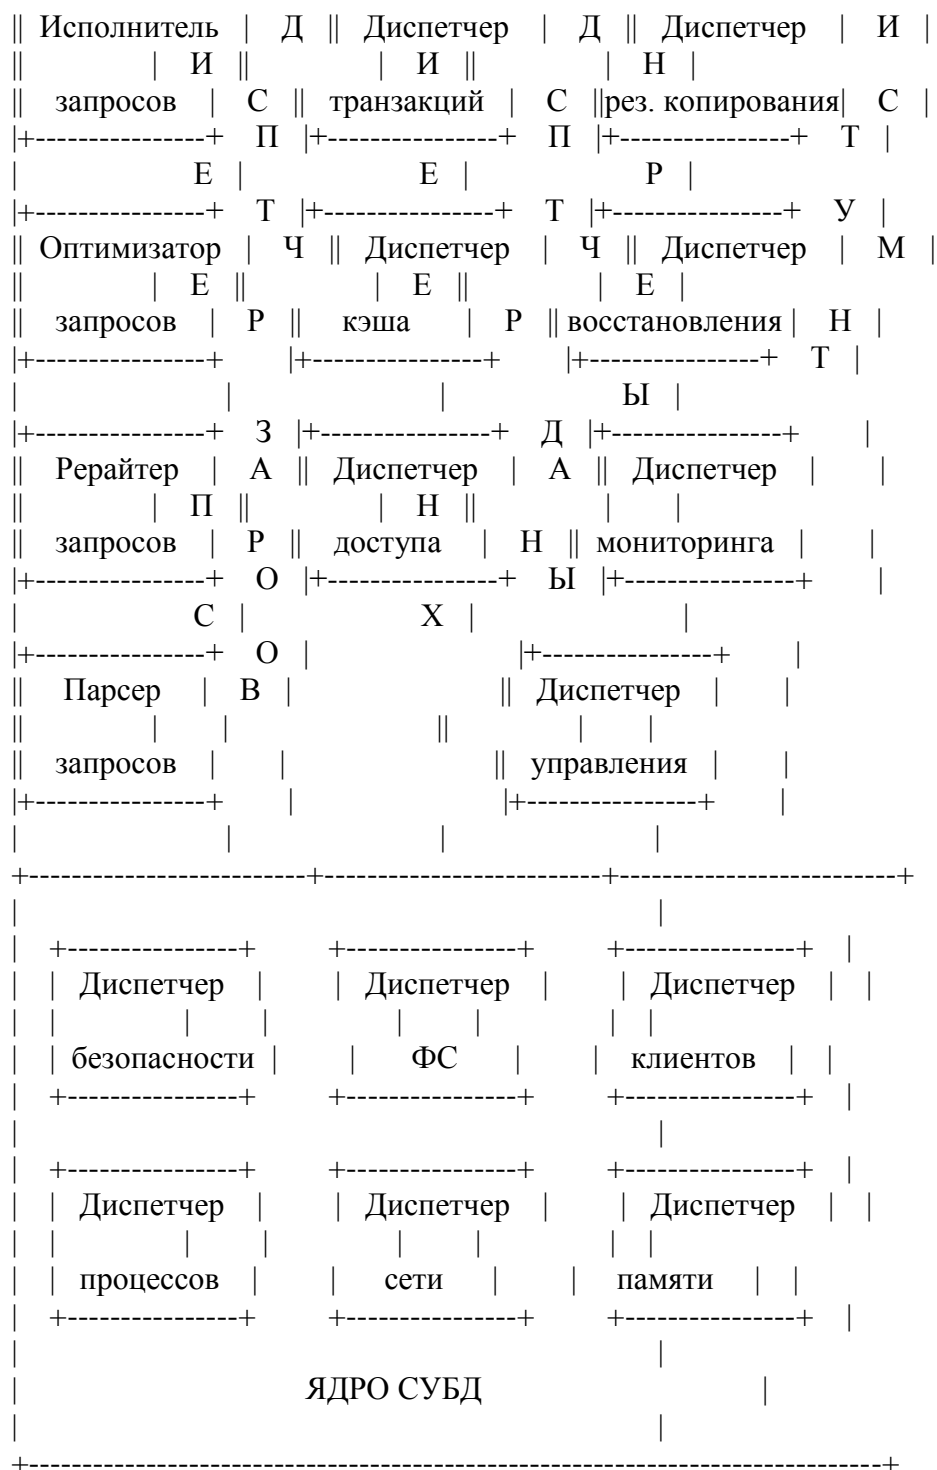 || Исполнитель | Д || Диспетчер | Д || Диспетчер | И |
|| | И || | И || | Н |
|| запросов | С || транзакций | С ||рез. копирования| С |
|+----------------+ П |+----------------+ П |+----------------+ Т |
| Е | Е | Р |
|+----------------+ Т |+----------------+ Т |+----------------+ У |
|| Оптимизатор | Ч || Диспетчер | Ч || Диспетчер | М |
|| | Е || | Е || | Е |
|| запросов | Р || кэша | Р || восстановления | Н |
|+----------------+ |+----------------+ |+----------------+ Т |
| | | Ы |
|+----------------+ З |+----------------+ Д |+----------------+ |
|| Рерайтер | А || Диспетчер | А || Диспетчер | |
|| | П || | Н || | |
|| запросов | Р || доступа | Н || мониторинга | |
|+----------------+ О |+----------------+ Ы |+----------------+ |
| С | Х | |
|+----------------+ О | |+----------------+ |
|| Парсер | В | || Диспетчер | |
|| | | || | |
|| запросов | | || управления | |
|+----------------+ | |+----------------+ |
| | | |
+--------------------------+--------------------------+--------------------------+
| |
| +----------------+ +----------------+ +----------------+ |
| | Диспетчер | | Диспетчер | | Диспетчер | |
| | | | | | | |
| | безопасности | | ФС | | клиентов | |
| +----------------+ +----------------+ +----------------+ |
| |
| +----------------+ +----------------+ +----------------+ |
| | Диспетчер | | Диспетчер | | Диспетчер | |
| | | | | | | |
| | процессов | | сети | | памяти | |
| +----------------+ +----------------+ +----------------+ |
| |
| ЯДРО СУБД |
| |
+--------------------------------------------------------------------------------+